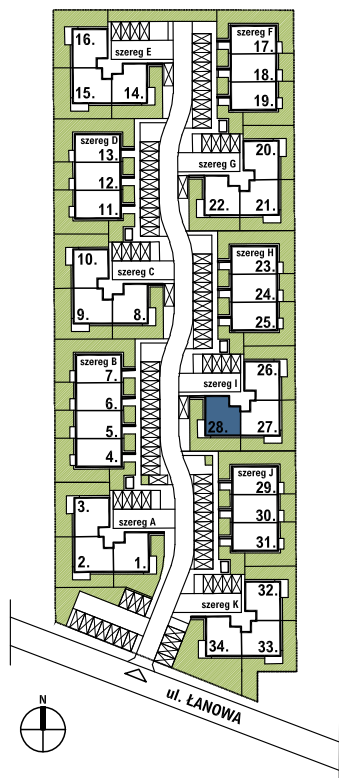 16.
szereg E
15.
14.
szereg F
17.
18.
19.
szereg D
13.
12.
11.
szereg G
20.
22.
21.
10.
szereg C
9.
8.
szereg H
23.
24.
25.
szereg B
7.
6.
5.
4.
szereg I
26.
28.
27.
szereg J
29.
30.
31.
3.
szereg A
2.
1.
szereg K
32.
34.
33.
ul. ŁANOWA
N